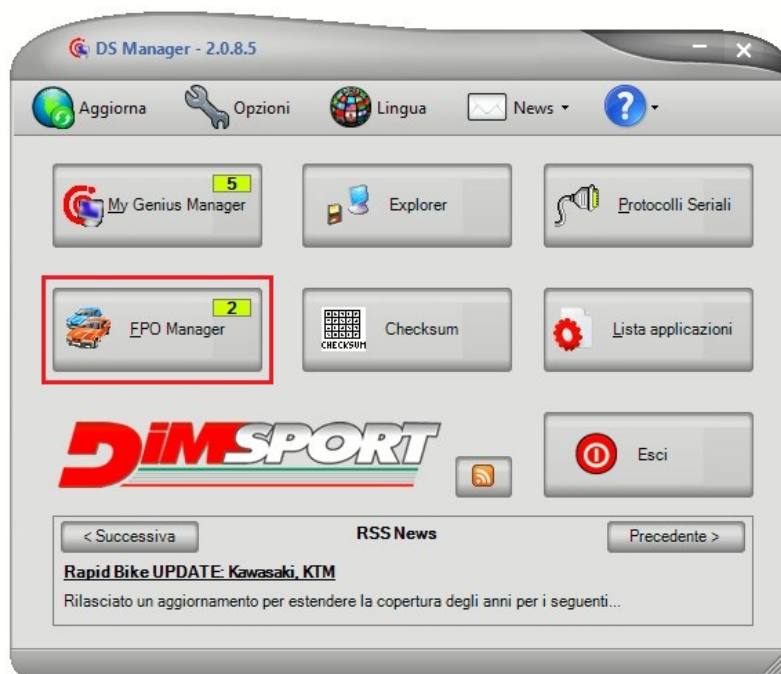 DS Manager - 2.0.8.5
Aggiorna Opzioni Lingua News ?
5
My Genius Manager Explorer Protocolli Seriali
2
FPO Manager Checksum Lista applicazioni
CHECKSUM
DiMSPORT
Esci
< Successiva RSS News Precedente >
Rapid Bike UPDATE: Kawasaki, KTM
Rilasciato un aggiornamento per estendere la copertura degli anni per i seguenti...